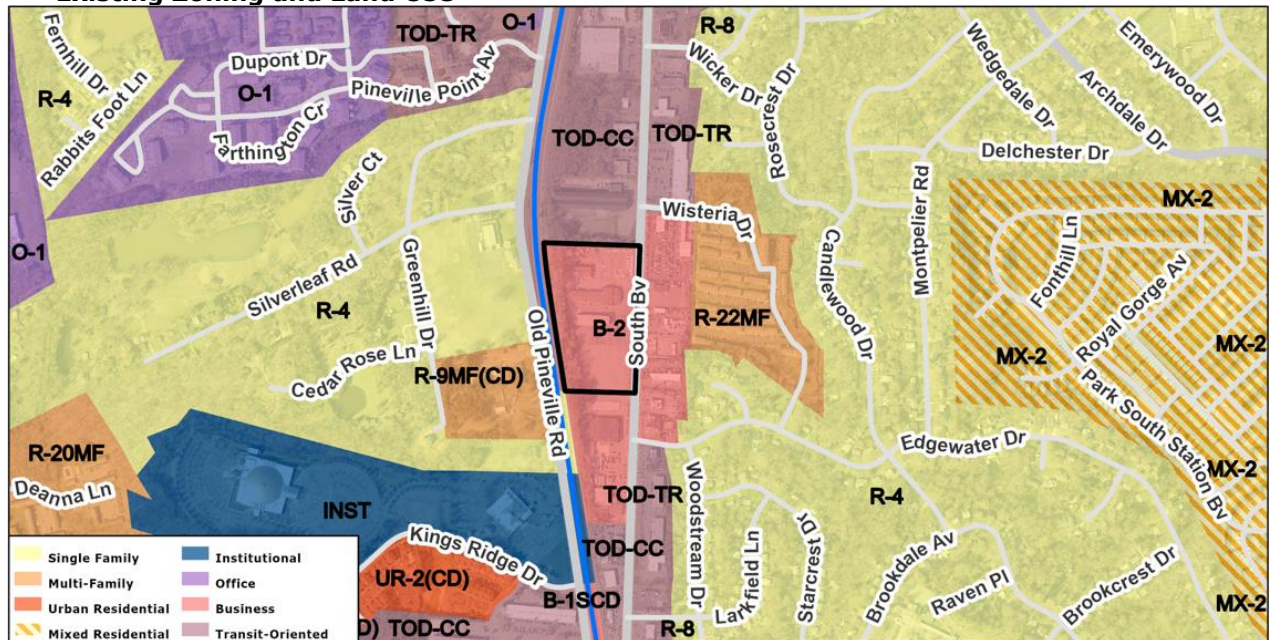 Existing Zoning and Land Use
Fernhill Dr
R-4
Rabbits Foot Ln
O-1
Dupont Dr
O-1
Farthington Cr
Pineville Point Av
TOD-TR
O-1
R-8
Wicker Dr
Rosecrest Dr
TOD-CC
TOD-TR
Wedgedale Dr
Archdale Dr
Emerywood Dr
Delchester Dr
Silver Ct
Silverleaf Rd
Greenhill Dr
R-4
Cedar Rose Ln
R-9MF(CD)
Old Pineville Rd
B-2
South Bv
Wisteria Dr
R-22MF
Candlewood Dr
Montpelier Rd
MX-2
Fonthill Ln
Royal Gorge Av
MX-2
MX-2
Park South Station Bv
MX-2
MX-2
Edgewater Dr
R-4
R-20MF
Deanna Ln
INST
Kings Ridge Dr
UR-2(CD)
B-1SCD
D)
TOD-CC
TOD-TR
TOD-CC
Woodstream Dr
Larkfield Ln
Starcrest Dr
Brookdale Av
Raven Pl
Brookcrest Dr
R-8
Single Family
Institutional
Multi-Family
Office
Urban Residential
Business
Mixed Residential
Transit-Oriented